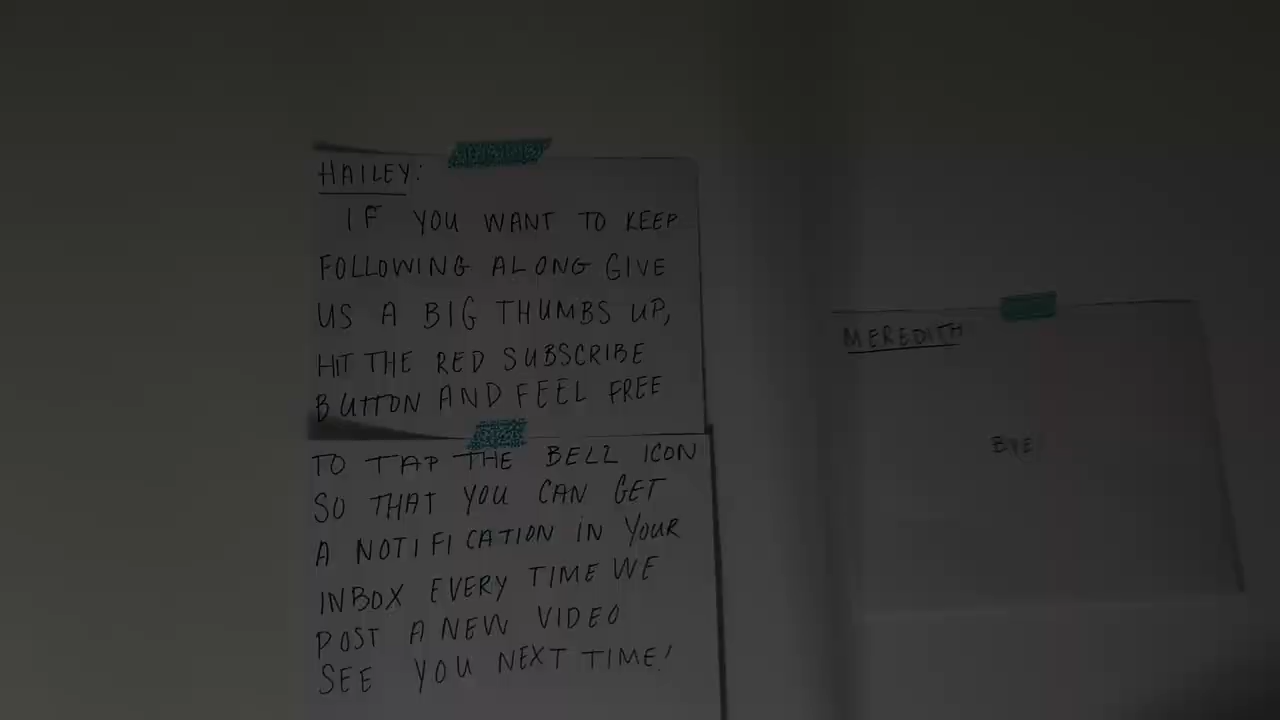 HAILEY:
IF YOU WANT TO KEEP
FOLLOWING ALONG GIVE
US A BIG THUMBS UP,
HIT THE RED SUBSCRIBE
BUTTON AND FEEL FREE
TO TAP THE BELL ICON
SO THAT YOU CAN GET
A NOTIFICATION IN YOUR
INBOX EVERY TIME WE
POST A NEW VIDEO
SEE YOU NEXT TIME!
MEREDITH
BYE!